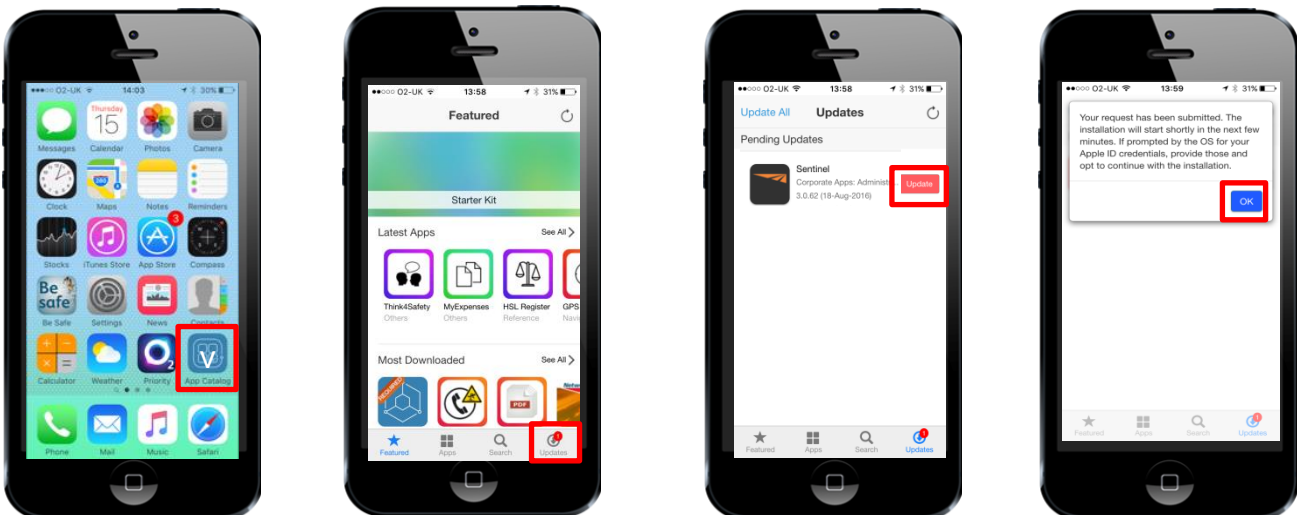 ●●●○○ O2-UK 14:03 30%
Thursday
15
Messages Calendar Photos Camera
280
Clock Maps Notes Reminders
3
Stocks iTunes Store App Store Compass
Be safe
Be Safe Settings News Contacts
O2
V
Calculator Weather Priority App Catalog
Phone Mail Music Safari
●●○○○ O2-UK 13:58 31%
Featured
Starter Kit
Latest Apps See All >
Think4Safety MyExpenses HSL Register GPS
Others Others Reference Navi
Most Downloaded See All >
REQUIRED
PDF
1
Featured Apps Search Updates
●●○○○ O2-UK 13:58 31%
Update All Updates
Pending Updates
Sentinel
Corporate Apps: Administ... Update
3.0.62 (18-Aug-2016)
1
Featured Apps Search Updates
●●○○○ O2-UK 13:59 31%
Your request has been submitted. The
installation will start shortly in the next few
minutes. If prompted by the OS for your
Apple ID credentials, provide those and
opt to continue with the installation.
OK
1
Featured Apps Search Updates